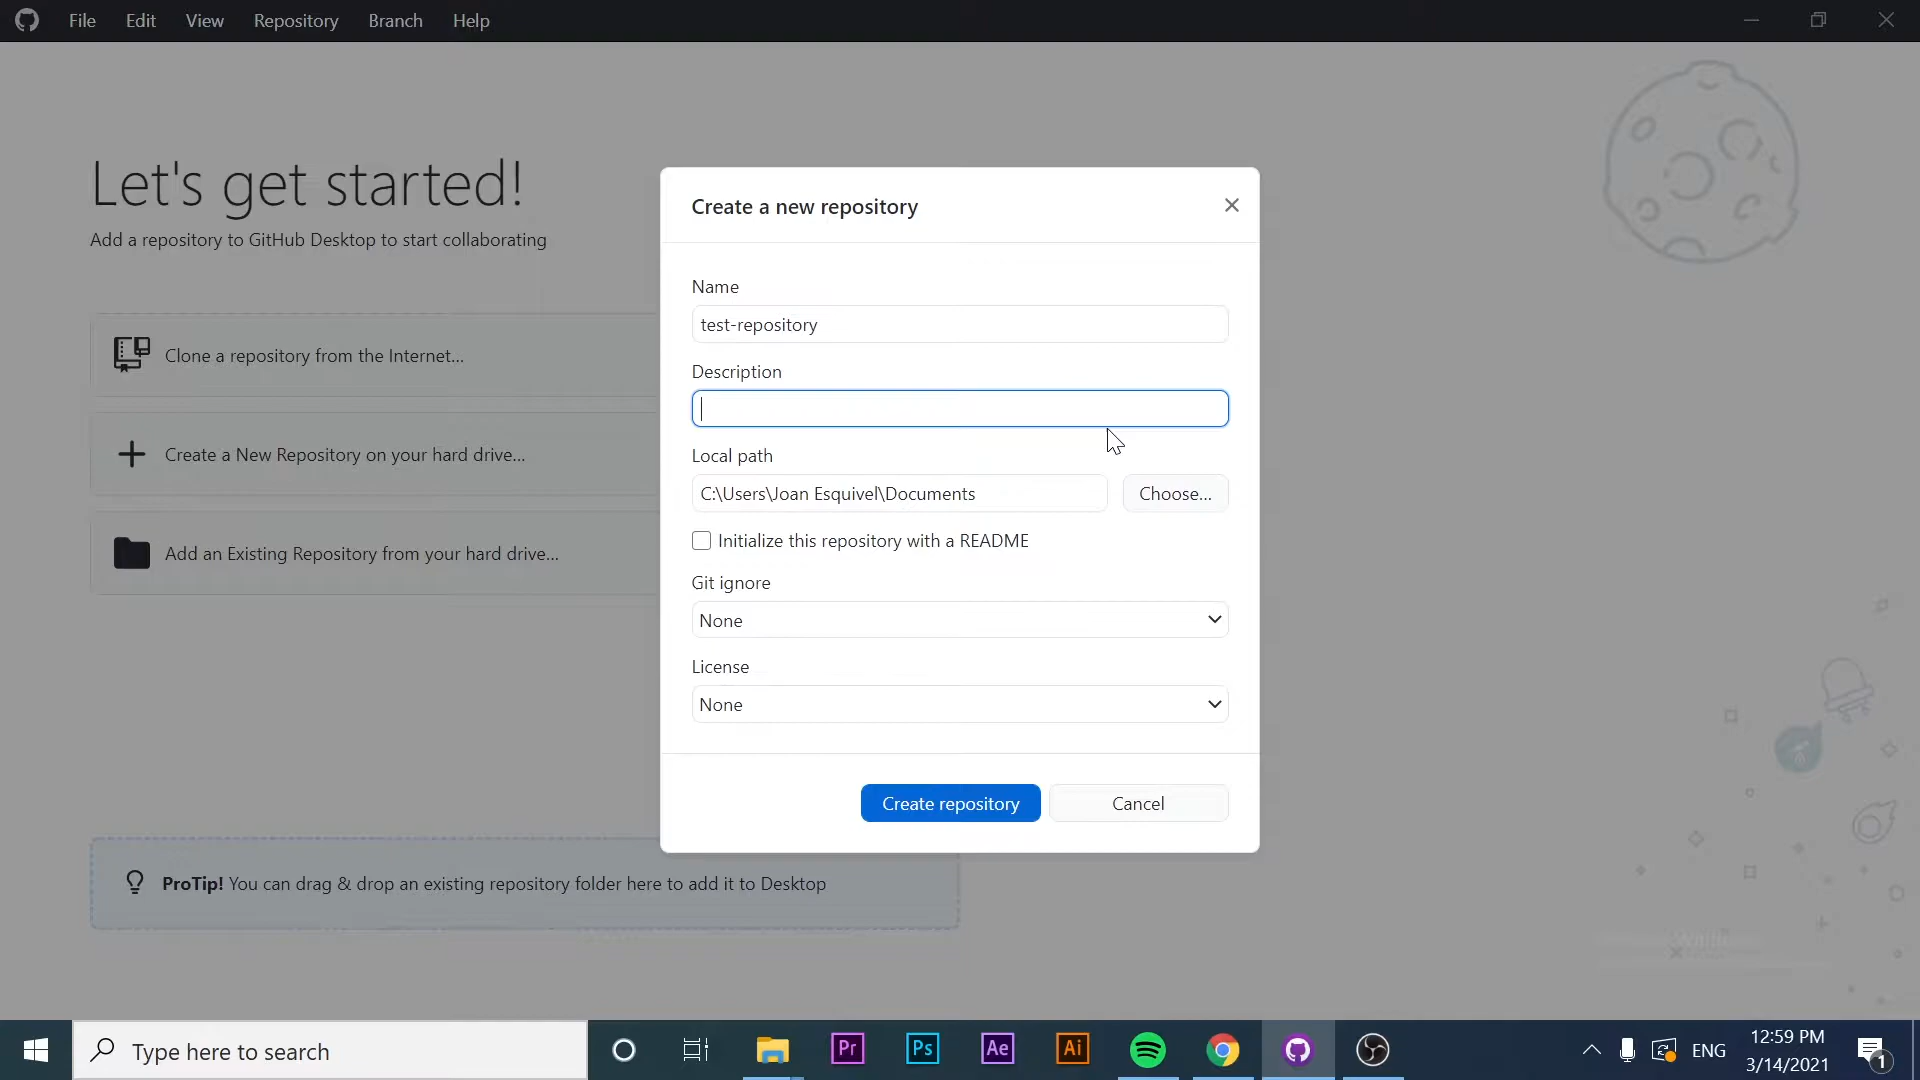 File Edit View Repository Branch Help
Let's get started!
Add a repository to GitHub Desktop to start collaborating
Clone a repository from the Internet...
Create a New Repository on your hard drive...
Add an Existing Repository from your hard drive...
ProTip! You can drag & drop an existing repository folder here to add it to Desktop
Create a new repository
Name
test-repository
Description
Local path
C:\Users\Joan Esquivel\Documents
Choose...
Initialize this repository with a README
Git ignore
None
License
None
Create repository
Cancel
Type here to search
Pr
Ps
Ae
Ai
ENG
12:59 PM
3/14/2021
1